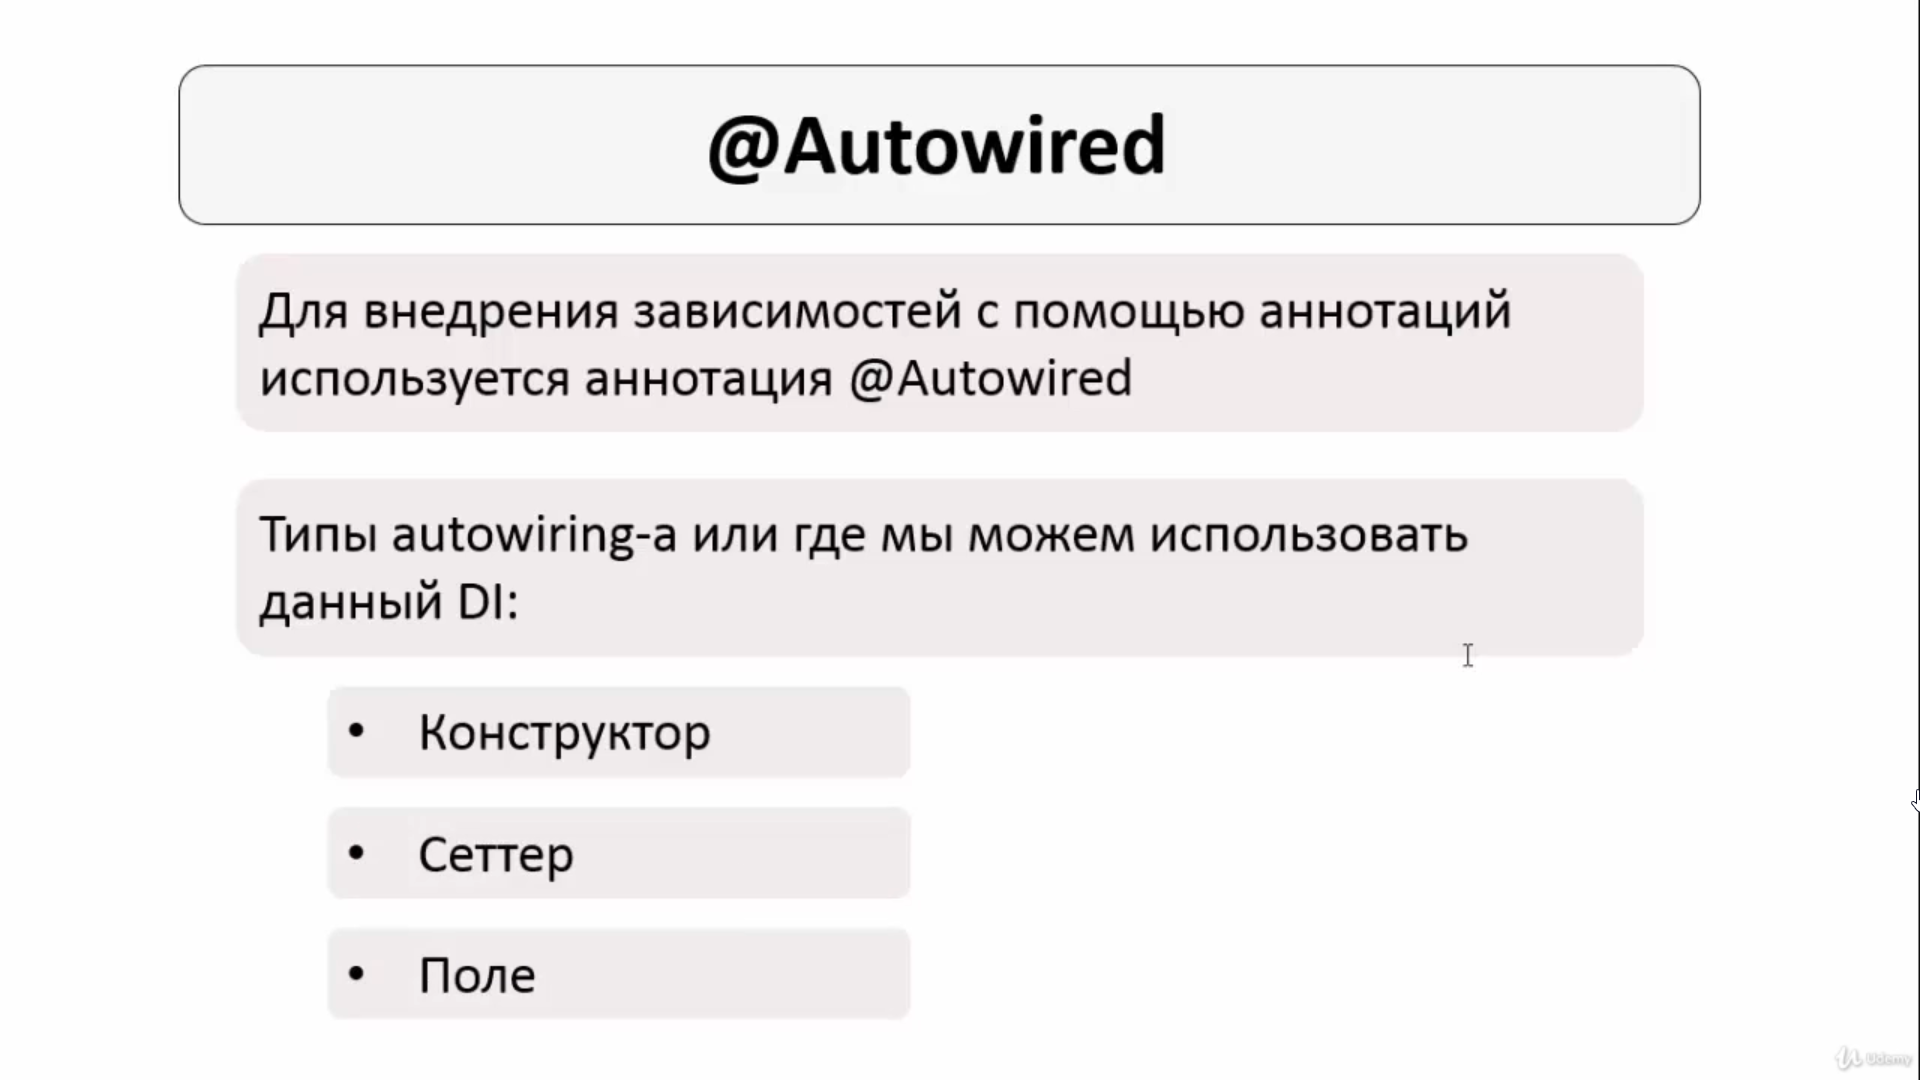 @Autowired
Для внедрения зависимостей с помощью аннотаций
используется аннотация @Autowired
Типы autowiring-а или где мы можем использовать
данный DI:
• Конструктор
• Сеттер
• Поле
Udemy